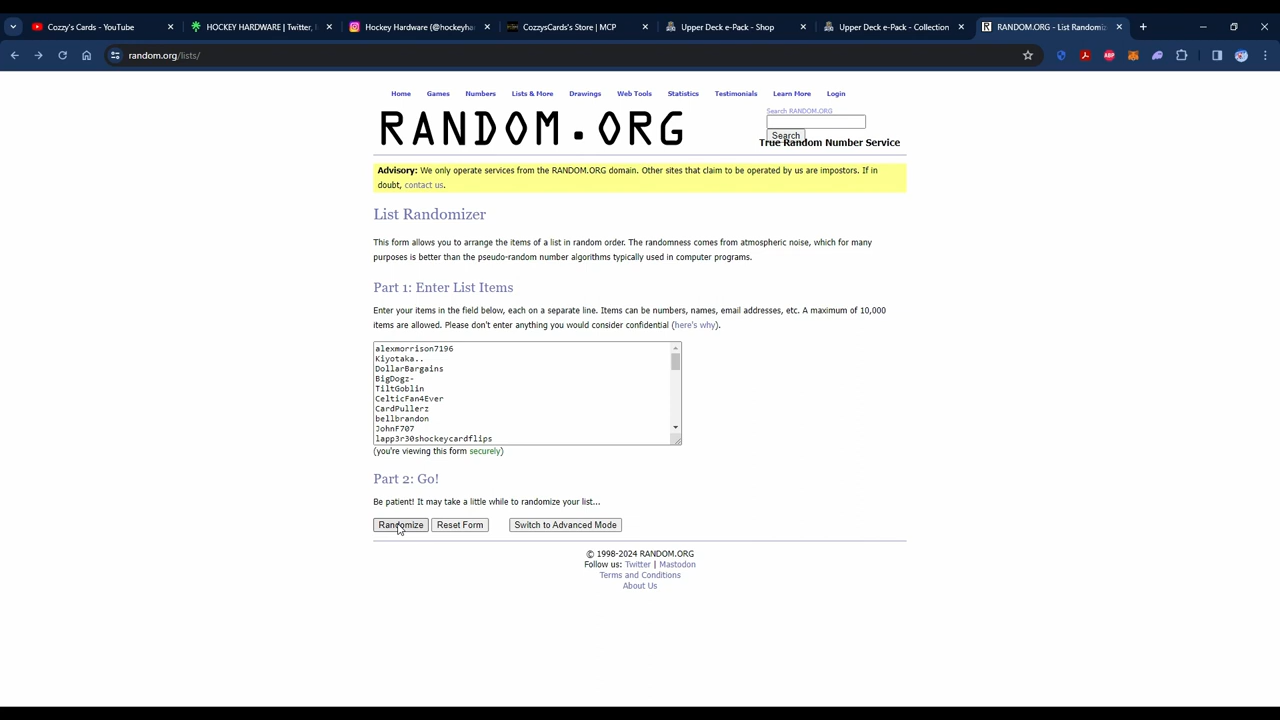 Cozzy's Cards - YouTube
HOCKEY HARDWARE | Twitter,
Hockey Hardware (@hockeyhar
CozzysCards's Store | MCP
Upper Deck e-Pack - Shop
Upper Deck e-Pack - Collection
RANDOM.ORG - List Randomiz
random.org/lists/
Home Games Numbers Lists & More Drawings Web Tools Statistics Testimonials Learn More Login
RANDOM.ORG
Search RANDOM.ORG
Search
True Random Number Service
Advisory: We only operate services from the RANDOM.ORG domain. Other sites that claim to be operated by us are impostors. If in
doubt, contact us.
List Randomizer
This form allows you to arrange the items of a list in random order. The randomness comes from atmospheric noise, which for many
purposes is better than the pseudo-random number algorithms typically used in computer programs.
Part 1: Enter List Items
Enter your items in the field below, each on a separate line. Items can be numbers, names, email addresses, etc. A maximum of 10,000
items are allowed. Please don't enter anything you would consider confidential (here's why).
alexmorrison7196
Kiyotaka..
DollarBargains
BigDogz-
TiltGoblin
CelticFan4Ever
CardPullerz
bellbrandon
JohnF707
lapp3r30shockeycardflips
(you're viewing this form securely)
Part 2: Go!
Be patient! It may take a little while to randomize your list...
Randomize Reset Form Switch to Advanced Mode
© 1998-2024 RANDOM.ORG
Follow us: Twitter | Mastodon
Terms and Conditions
About Us